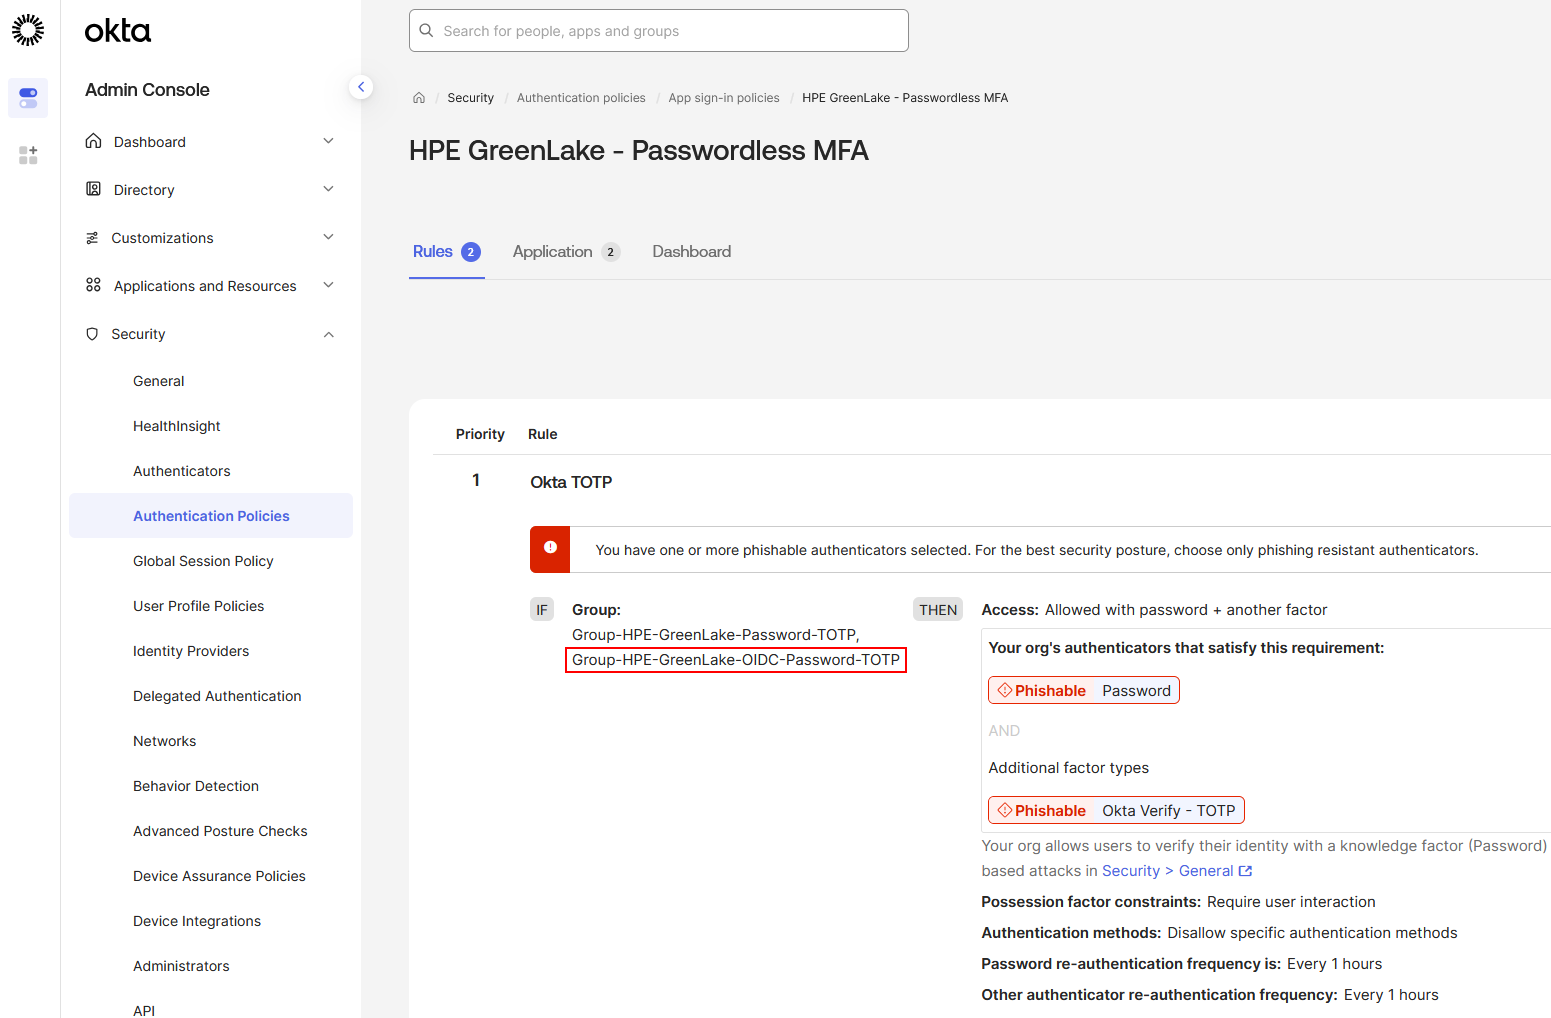 okta
Search for people, apps and groups
Admin Console
Security / Authentication policies / App sign-in policies / HPE GreenLake - Passwordless MFA
HPE GreenLake - Passwordless MFA
Dashboard
Directory
Customizations
Applications and Resources
Security
General
HealthInsight
Authenticators
Authentication Policies
Global Session Policy
User Profile Policies
Identity Providers
Delegated Authentication
Networks
Behavior Detection
Advanced Posture Checks
Device Assurance Policies
Device Integrations
Administrators
API
Rules 2 Application 2 Dashboard
Priority Rule
1 Okta TOTP
You have one or more phishable authenticators selected. For the best security posture, choose only phishing resistant authenticators.
IF Group:
Group-HPE-GreenLake-Password-TOTP,
Group-HPE-GreenLake-OIDC-Password-TOTP
THEN Access: Allowed with password + another factor
Your org's authenticators that satisfy this requirement:
Phishable Password
AND
Additional factor types
Phishable Okta Verify - TOTP
Your org allows users to verify their identity with a knowledge factor (Password)
based attacks in Security > General
Possession factor constraints: Require user interaction
Authentication methods: Disallow specific authentication methods
Password re-authentication frequency is: Every 1 hours
Other authenticator re-authentication frequency: Every 1 hours